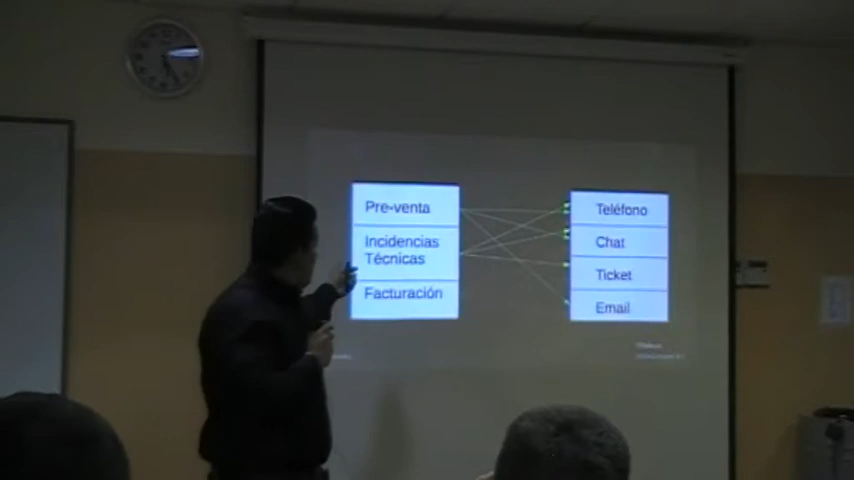 Pre-venta
Incidencias
Técnicas
Facturación
Teléfono
Chat
Ticket
Email